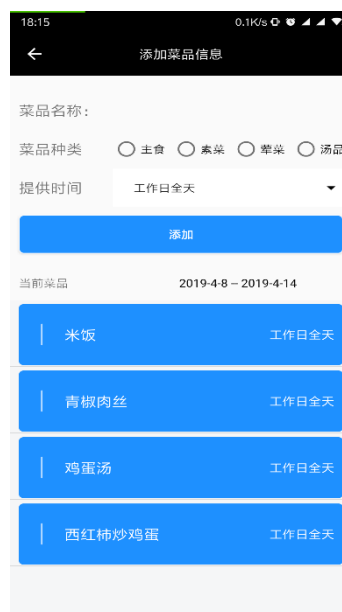 18:15 0.1K/s
添加菜品信息
菜品名称：
菜品种类 主食 素菜 荤菜 汤品
提供时间 工作日全天
添加
当前菜品 2019-4-8 -- 2019-4-14
米饭 工作日全天
青椒肉丝 工作日全天
鸡蛋汤 工作日全天
西红柿炒鸡蛋 工作日全天